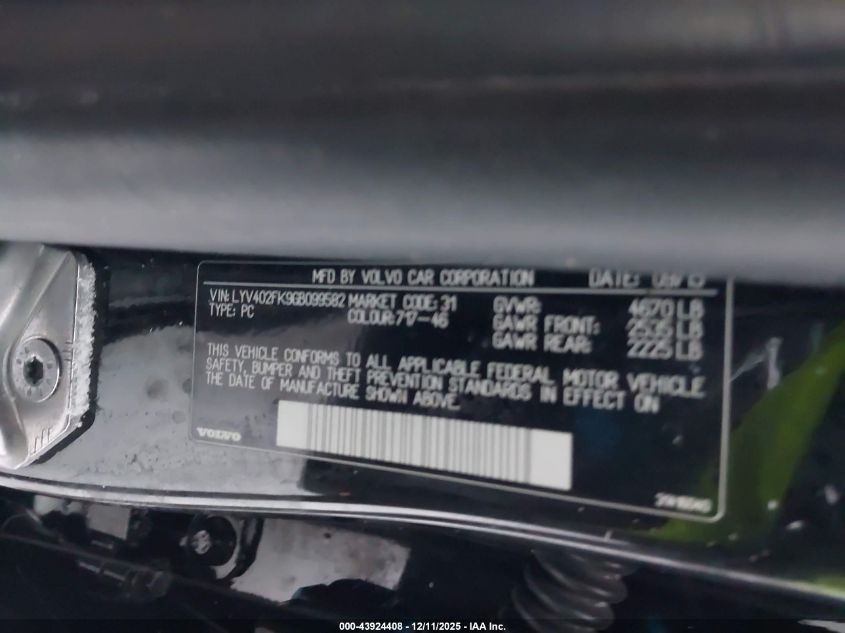 MFD BY VOLVO CAR CORPORATION DATE:
VIN: LYV402FK9GB099582 MARKET CODE: 31 GVWR: 4670 LB
TYPE: PC COLOUR: 717-46 GAWR FRONT: 2535 LB
GAWR REAR: 2225 LB
THIS VEHICLE CONFORMS TO ALL APPLICABLE FEDERAL MOTOR VEHICLE
SAFETY, BUMPER AND THEFT PREVENTION STANDARDS IN EFFECT ON
THE DATE OF MANUFACTURE SHOWN ABOVE.
VOLVO
000-43924408 - 12/11/2025 - IAA Inc.